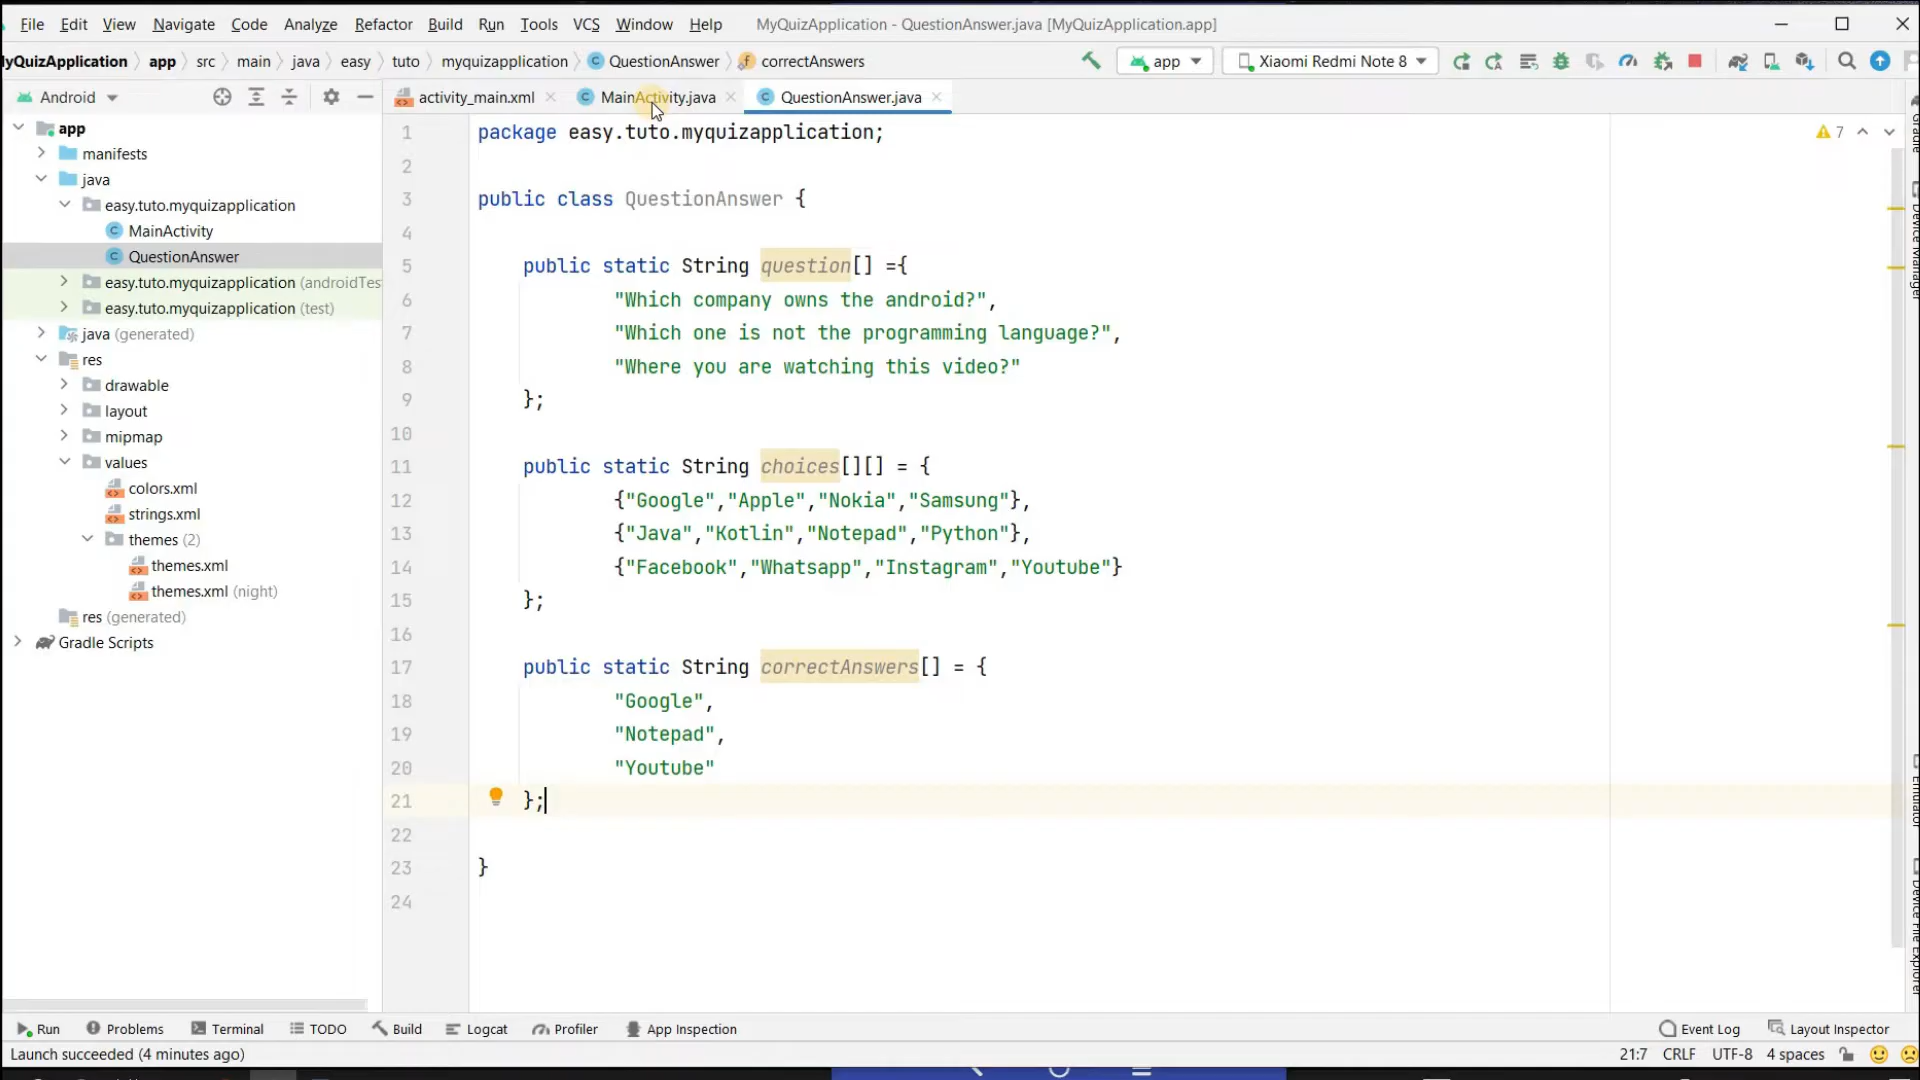 File Edit View Navigate Code Analyze Refactor Build Run Tools VCS Window Help MyQuizApplication - QuestionAnswer.java [MyQuizApplication.app]
lyQuizApplication app src main java easy tuto myquizapplication QuestionAnswer correctAnswers app Xiaomi Redmi Note 8
Android activity_main.xml MainActivity.java QuestionAnswer.java
app
manifests
java
easy.tuto.myquizapplication
MainActivity
QuestionAnswer
easy.tuto.myquizapplication (androidTes
easy.tuto.myquizapplication (test)
java (generated)
res
drawable
layout
mipmap
values
colors.xml
strings.xml
themes (2)
themes.xml
themes.xml (night)
res (generated)
Gradle Scripts
1 package easy.tuto.myquizapplication;
2
3 public class QuestionAnswer {
4
5 public static String question[] ={
6 "Which company owns the android?",
7 "Which one is not the programming language?",
8 "Where you are watching this video?"
9 };
10
11 public static String choices[][] = {
12 {"Google","Apple","Nokia","Samsung"},
13 {"Java","Kotlin","Notepad","Python"},
14 {"Facebook","Whatsapp","Instagram","Youtube"}
15 };
16
17 public static String correctAnswers[] = {
18 "Google",
19 "Notepad",
20 "Youtube"
21 };
22
23 }
24
7
Gradle
Device Manager
Emulator
Device File Explorer
Run Problems Terminal TODO Build Logcat Profiler App Inspection Event Log Layout Inspector
Launch succeeded (4 minutes ago) 21:7 CRLF UTF-8 4 spaces